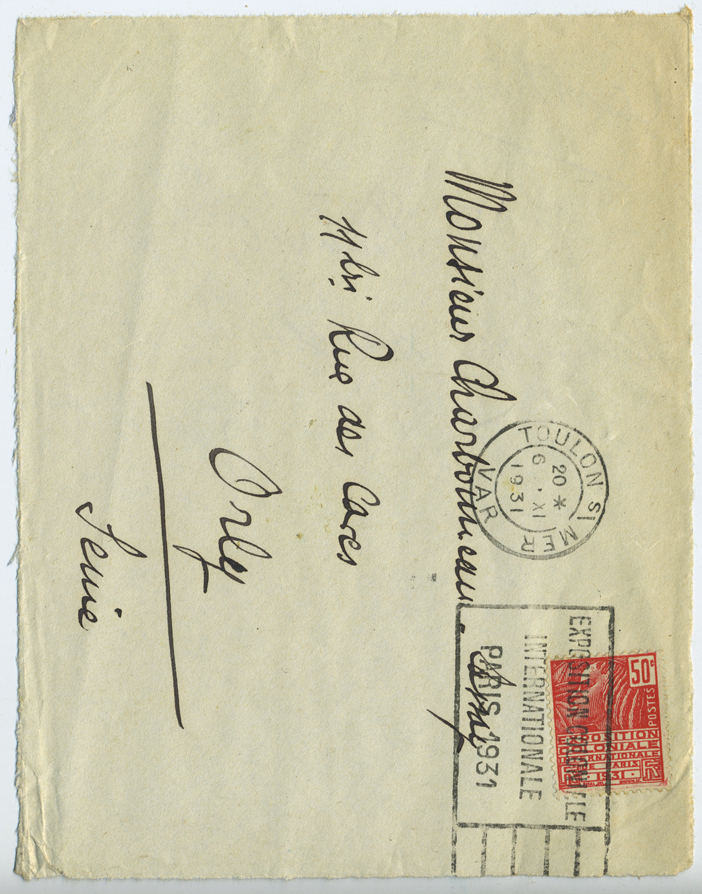 TOULON S/ MER
20 *
6 · XI
1931
VAR
EXPOSITION COLONIALE
INTERNATIONALE
PARIS 1931
50c
POSTES
EXPOSITION
COLONIALE
INTERNATIONALE
DE PARIS
1931
Monsieur Charbonneau
11 bis Rue des Caves
Orly
Seine